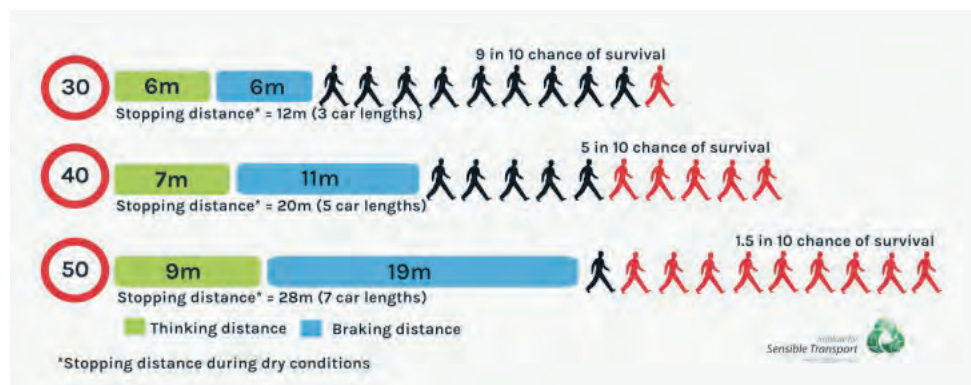 9 in 10 chance of survival
30 6m 6m
Stopping distance* = 12m (3 car lengths)
5 in 10 chance of survival
40 7m 11m
Stopping distance* = 20m (5 car lengths)
1.5 in 10 chance of survival
50 9m 19m
Stopping distance* = 28m (7 car lengths)
Thinking distance Braking distance
Institute for
Sensible Transport
*Stopping distance during dry conditions